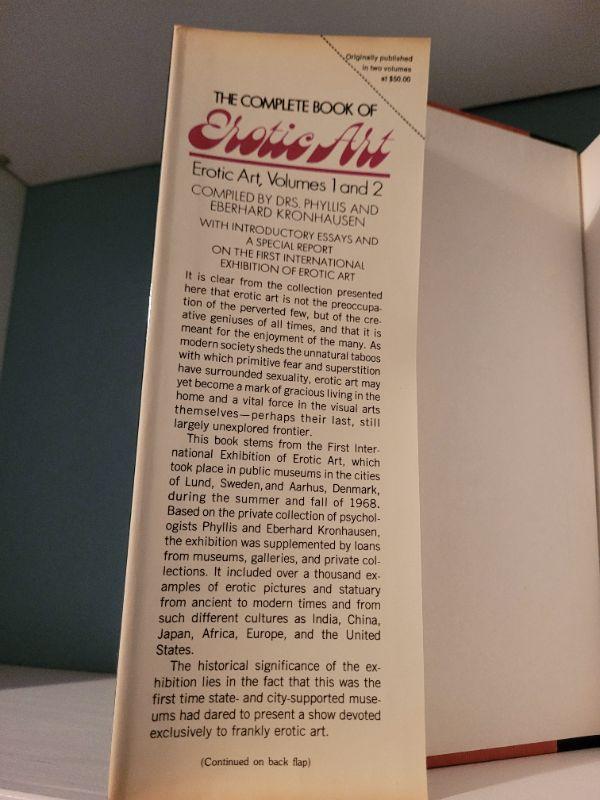 Originally published
in two volumes
at $50.00
THE COMPLETE BOOK OF
Erotic Art
Erotic Art, Volumes 1 and 2
COMPILED BY DRS. PHYLLIS AND
EBERHARD KRONHAUSEN
WITH INTRODUCTORY ESSAYS AND
A SPECIAL REPORT
ON THE FIRST INTERNATIONAL
EXHIBITION OF EROTIC ART
It is clear from the collection presented
here that erotic art is not the preoccupa-
tion of the perverted few, but of the cre-
ative geniuses of all times, and that it is
meant for the enjoyment of the many. As
modern society sheds the unnatural taboos
with which primitive fear and superstition
have surrounded sexuality, erotic art may
yet become a mark of gracious living in the
home and a vital force in the visual arts
themselves—perhaps their last, still
largely unexplored frontier.
This book stems from the First Inter-
national Exhibition of Erotic Art, which
took place in public museums in the cities
of Lund, Sweden, and Aarhus, Denmark,
during the summer and fall of 1968.
Based on the private collection of psychol-
ogists Phyllis and Eberhard Kronhausen,
the exhibition was supplemented by loans
from museums, galleries, and private col-
lections. It included over a thousand ex-
amples of erotic pictures and statuary
from ancient to modern times and from
such different cultures as India, China,
Japan, Africa, Europe, and the United
States.
The historical significance of the ex-
hibition lies in the fact that this was the
first time state- and city-supported muse-
ums had dared to present a show devoted
exclusively to frankly erotic art.
(Continued on back flap)